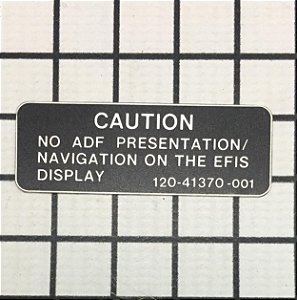 CAUTION
NO ADF PRESENTATION/
NAVIGATION ON THE EFIS
DISPLAY 120-41370-001